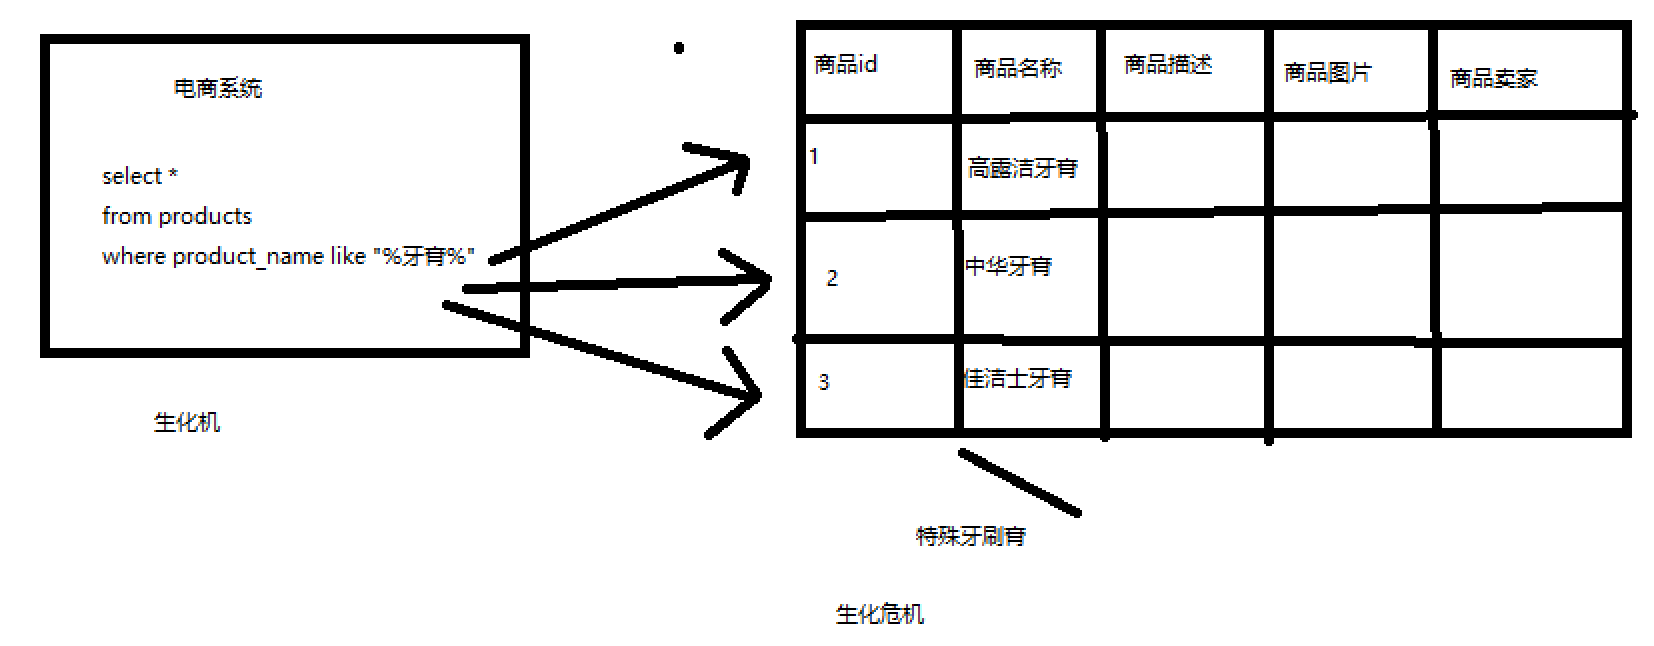 电商系统
select *
from products
where product_name like "%牙膏%"
生化机
商品id 商品名称 商品描述 商品图片 商品卖家
1 高露洁牙膏
2 中华牙膏
3 佳洁士牙膏
特殊牙刷膏
生化危机